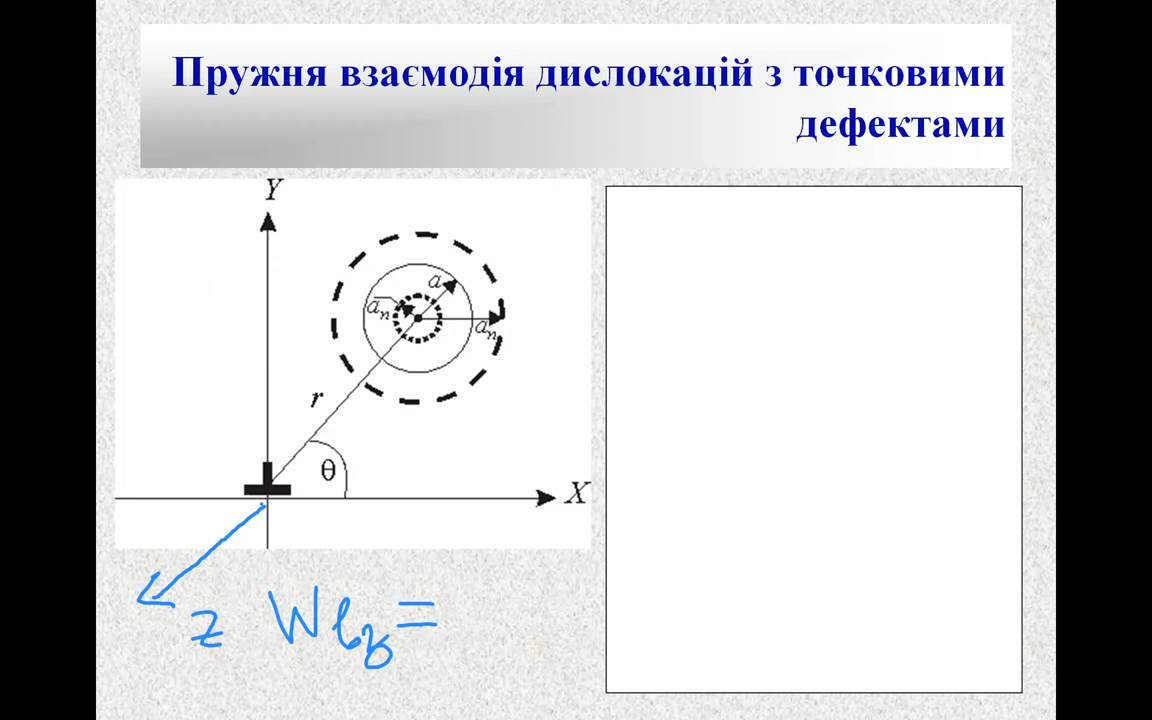 Пружня взаємодія дислокацій з точковими
дефектами
Y
a
aₙ
aₙ
r
θ
X
z Wвз =